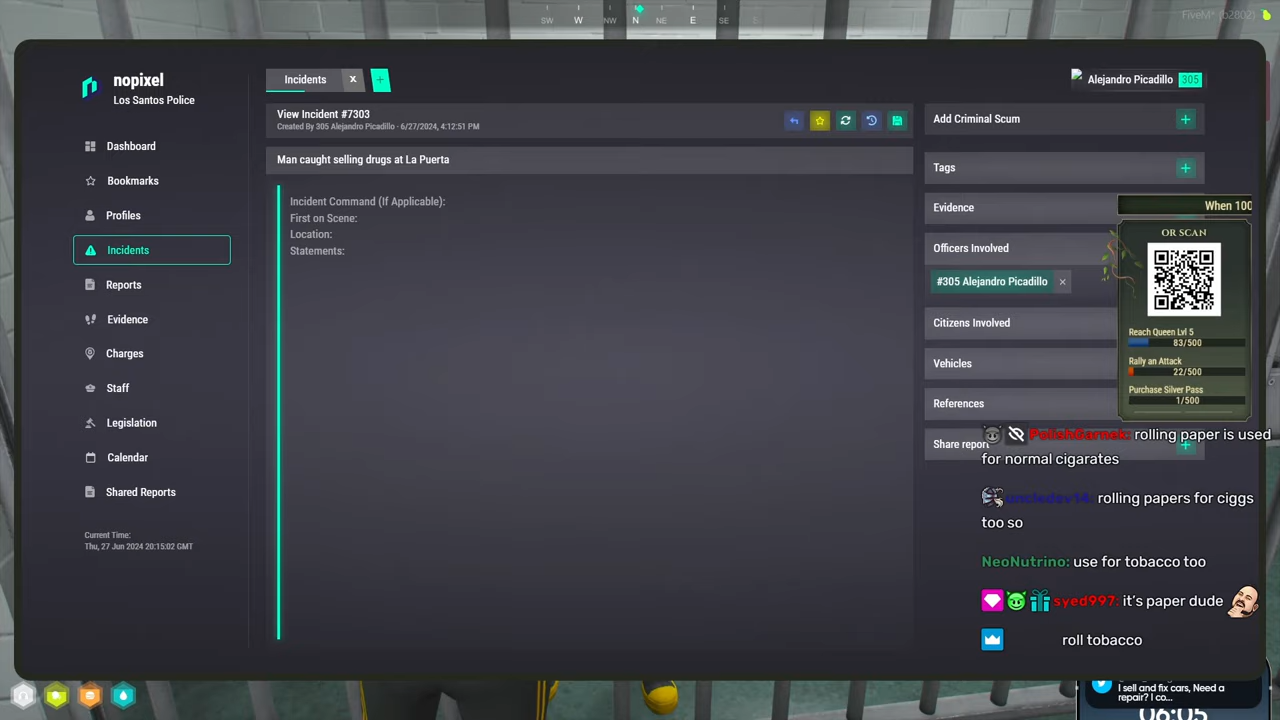 SW W NW N NE E SE
FiveM* (b2802)
nopixel
Los Santos Police
Incidents x +
Alejandro Picadillo 305
View Incident #7303
Created By 305 Alejandro Picadillo · 6/27/2024, 4:12:51 PM
Man caught selling drugs at La Puerta
Incident Command (If Applicable):
First on Scene:
Location:
Statements:
Dashboard
Bookmarks
Profiles
Incidents
Reports
Evidence
Charges
Staff
Legislation
Calendar
Shared Reports
Current Time:
Thu, 27 Jun 2024 20:15:02 GMT
Add Criminal Scum +
Tags +
Evidence
Officers Involved
#305 Alejandro Picadillo ×
Citizens Involved
Vehicles
References
Share report +
When 100
OR SCAN
Reach Queen Lvl 5
83/500
Rally an Attack
22/500
Purchase Silver Pass
1/500
PolishGarnek: rolling paper is used
for normal cigarates
uncledov14: rolling papers for ciggs
too so
NeoNutrino: use for tobacco too
syed997: it's paper dude
roll tobacco
I sell and fix cars, Need a
repair? I co...
06:05